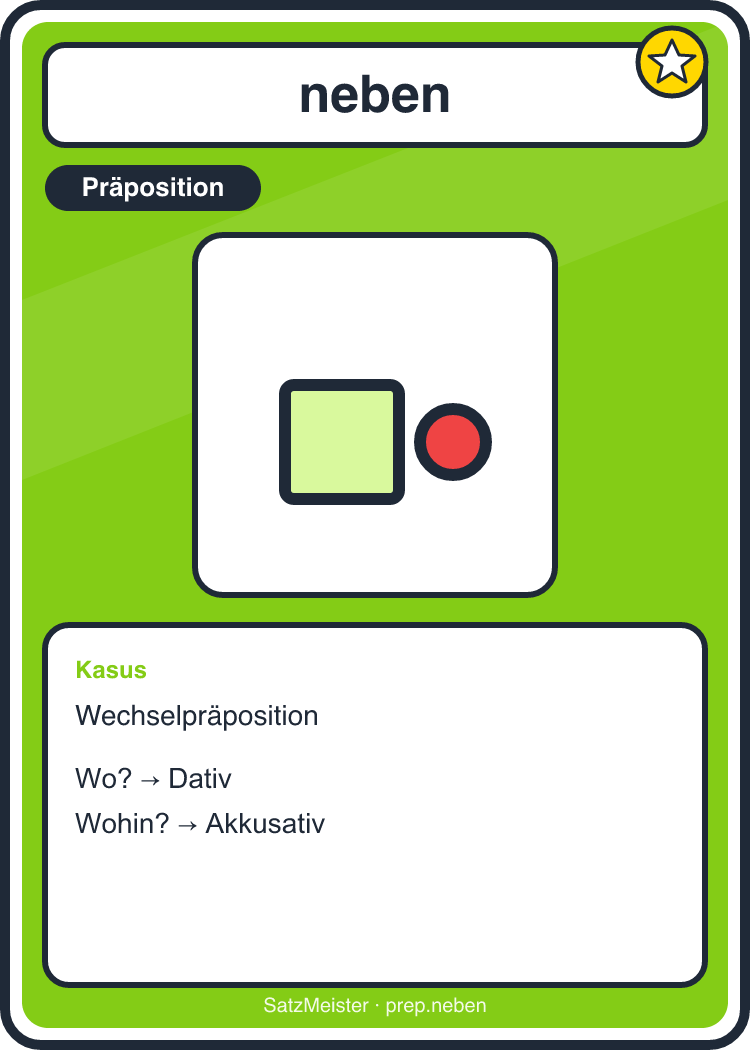 neben
Präposition
Kasus
Wechselpräposition
Wo? → Dativ
Wohin? → Akkusativ
SatzMeister · prep.neben